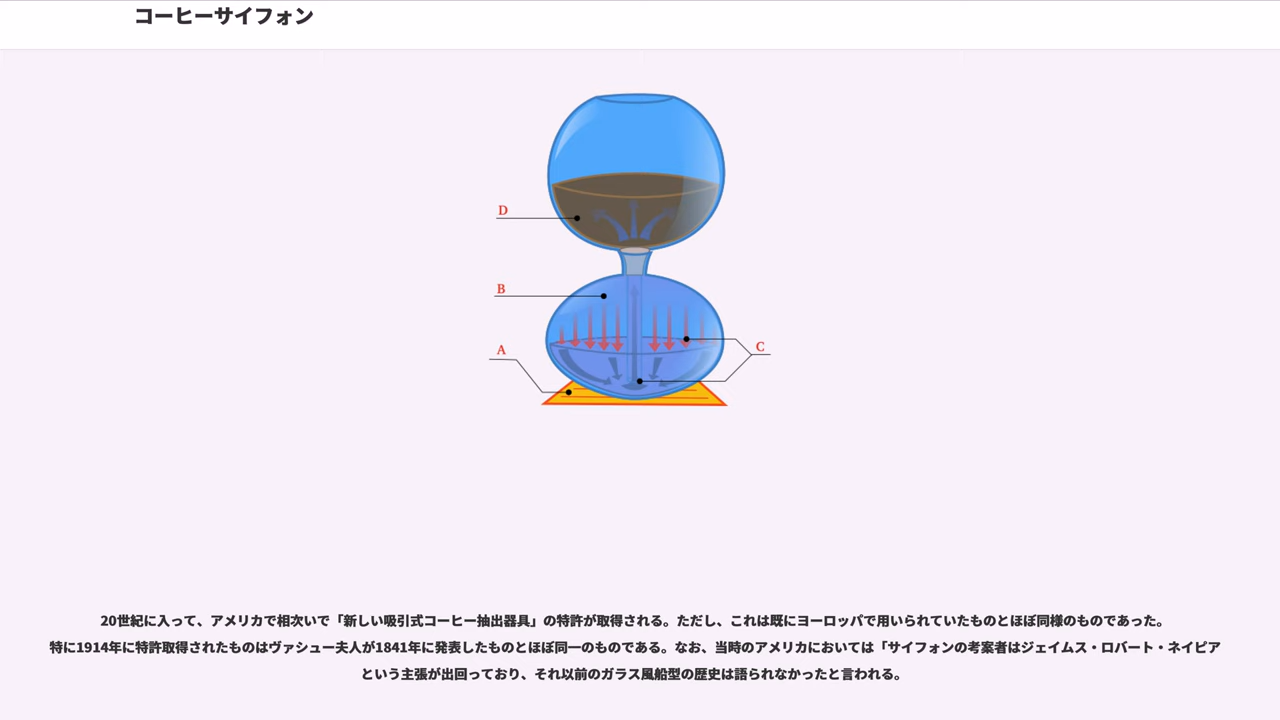 コーヒーサイフォン
D
B
A
C
20世紀に入って、アメリカで相次いで「新しい吸引式コーヒー抽出器具」の特許が取得される。ただし、これは既にヨーロッパで用いられていたものとほぼ同様のものであった。
特に1914年に特許取得されたものはヴァシュー夫人が1841年に発表したものとほぼ同一のものである。なお、当時のアメリカにおいては「サイフォンの考案者はジェイムス・ロバート・ネイピア
という主張が出回っており、それ以前のガラス風船型の歴史は語られなかったと言われる。